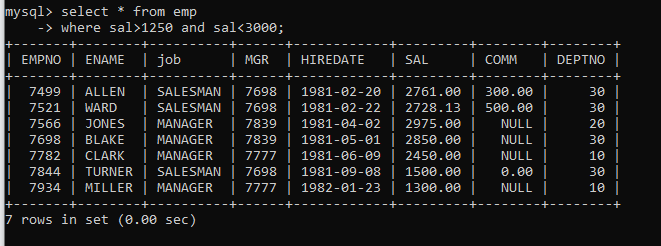 mysql> select * from emp
    -> where sal>1250 and sal<3000;
+-------+--------+----------+------+------------+---------+--------+--------+
| EMPNO | ENAME  | job      | MGR  | HIREDATE   | SAL     | COMM   | DEPTNO |
+-------+--------+----------+------+------------+---------+--------+--------+
|  7499 | ALLEN  | SALESMAN | 7698 | 1981-02-20 | 2761.00 | 300.00 |     30 |
|  7521 | WARD   | SALESMAN | 7698 | 1981-02-22 | 2728.13 | 500.00 |     30 |
|  7566 | JONES  | MANAGER  | 7839 | 1981-04-02 | 2975.00 |   NULL |     20 |
|  7698 | BLAKE  | MANAGER  | 7839 | 1981-05-01 | 2850.00 |   NULL |     30 |
|  7782 | CLARK  | MANAGER  | 7777 | 1981-06-09 | 2450.00 |   NULL |     10 |
|  7844 | TURNER | SALESMAN | 7698 | 1981-09-08 | 1500.00 |   0.00 |     30 |
|  7934 | MILLER | MANAGER  | 7777 | 1982-01-23 | 1300.00 |   NULL |     10 |
+-------+--------+----------+------+------------+---------+--------+--------+
7 rows in set (0.00 sec)